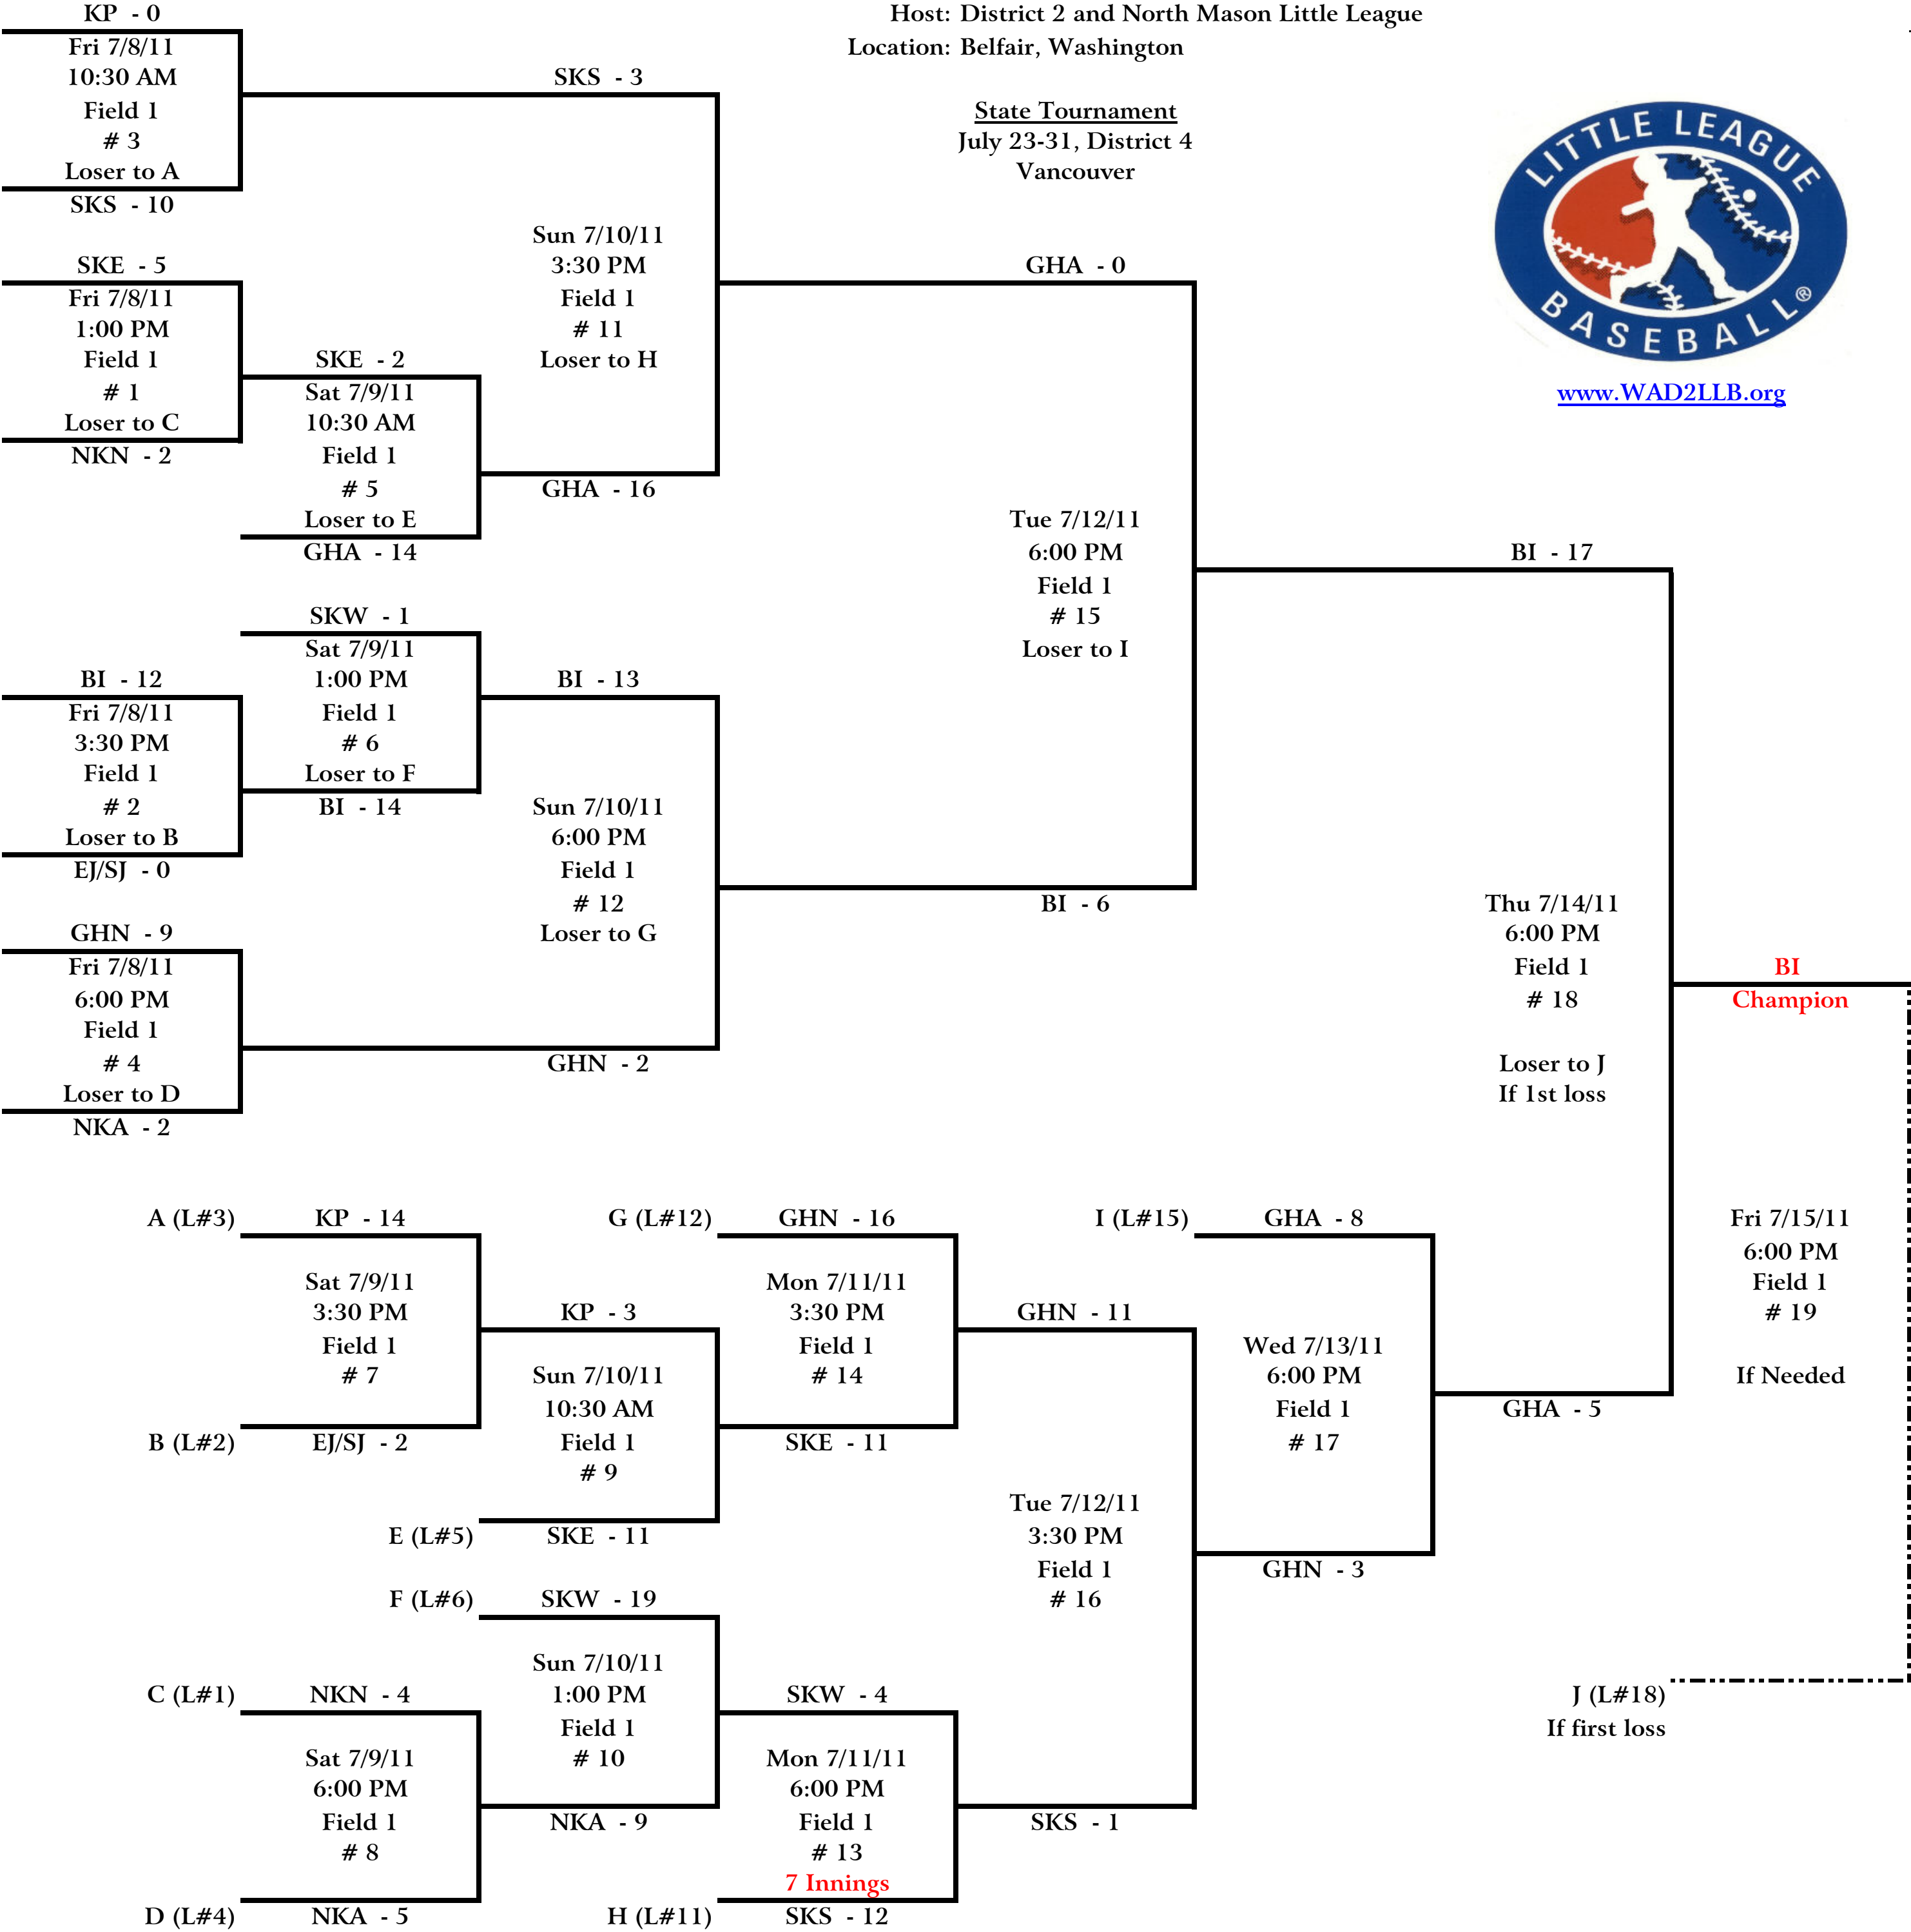 Host: District 2 and North Mason Little League
Location: Belfair, Washington
State Tournament
July 23-31, District 4
Vancouver
LITTLE LEAGUE
BASEBALL®
www.WAD2LLB.org
KP - 0
Fri 7/8/11
10:30 AM
Field 1
# 3
Loser to A
SKS - 10
SKE - 5
Fri 7/8/11
1:00 PM
Field 1
# 1
Loser to C
NKN - 2
BI - 12
Fri 7/8/11
3:30 PM
Field 1
# 2
Loser to B
EJ/SJ - 0
GHN - 9
Fri 7/8/11
6:00 PM
Field 1
# 4
Loser to D
NKA - 2
SKE - 2
Sat 7/9/11
10:30 AM
Field 1
# 5
Loser to E
GHA - 14
SKW - 1
Sat 7/9/11
1:00 PM
Field 1
# 6
Loser to F
BI - 14
SKS - 3
Sun 7/10/11
3:30 PM
Field 1
# 11
Loser to H
GHA - 16
BI - 13
Sun 7/10/11
6:00 PM
Field 1
# 12
Loser to G
GHN - 2
GHA - 0
Tue 7/12/11
6:00 PM
Field 1
# 15
Loser to I
BI - 6
BI - 17
Thu 7/14/11
6:00 PM
Field 1
# 18
Loser to J
If 1st loss
GHA - 5
BI
Champion
Fri 7/15/11
6:00 PM
Field 1
# 19
If Needed
J (L#18)
If first loss
A (L#3)
KP - 14
Sat 7/9/11
3:30 PM
Field 1
# 7
B (L#2)
EJ/SJ - 2
C (L#1)
NKN - 4
Sat 7/9/11
6:00 PM
Field 1
# 8
D (L#4)
NKA - 5
KP - 3
Sun 7/10/11
10:30 AM
Field 1
# 9
E (L#5)
SKE - 11
F (L#6)
SKW - 19
Sun 7/10/11
1:00 PM
Field 1
# 10
NKA - 9
G (L#12)
GHN - 16
Mon 7/11/11
3:30 PM
Field 1
# 14
SKE - 11
SKW - 4
Mon 7/11/11
6:00 PM
Field 1
# 13
7 Innings
H (L#11)
SKS - 12
GHN - 11
Tue 7/12/11
3:30 PM
Field 1
# 16
SKS - 1
I (L#15)
GHA - 8
Wed 7/13/11
6:00 PM
Field 1
# 17
GHN - 3